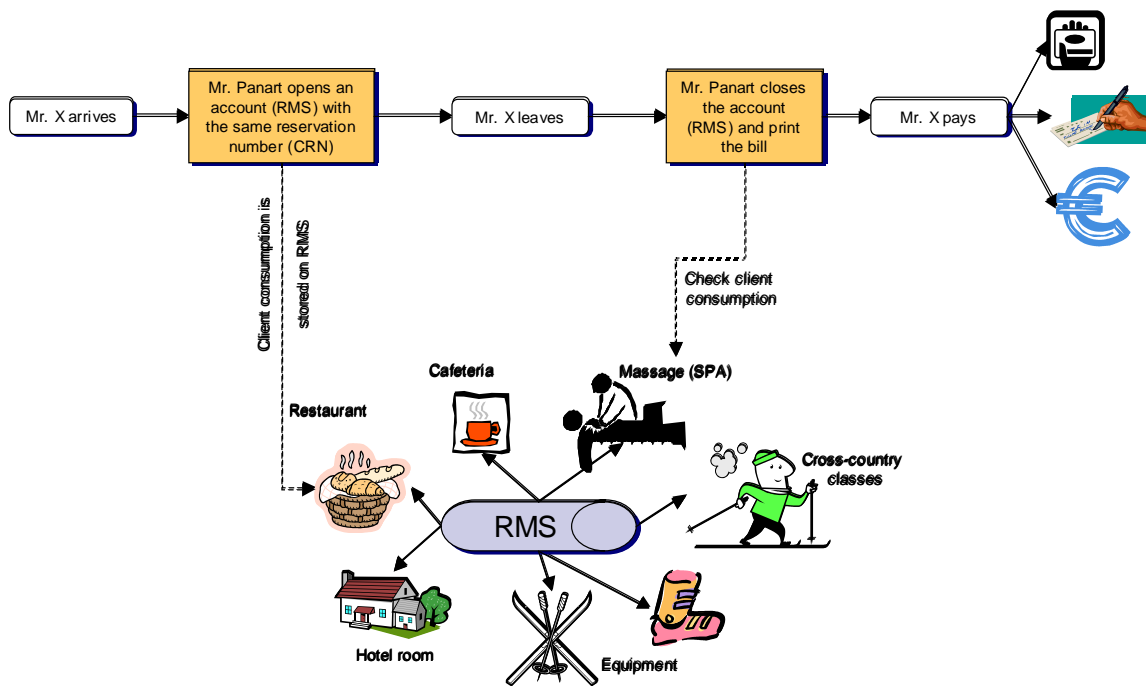 Mr. X arrives
Mr. Panart opens an
account (RMS) with
the same reservation
number (CRN)
Mr. X leaves
Mr. Panart closes
the account
(RMS) and print
the bill
Mr. X pays
Client consumption is
stored on RMS
Check client
consumption
Cafeteria
Massage (SPA)
Restaurant
Cross-country
classes
RMS
Hotel room
Equipment